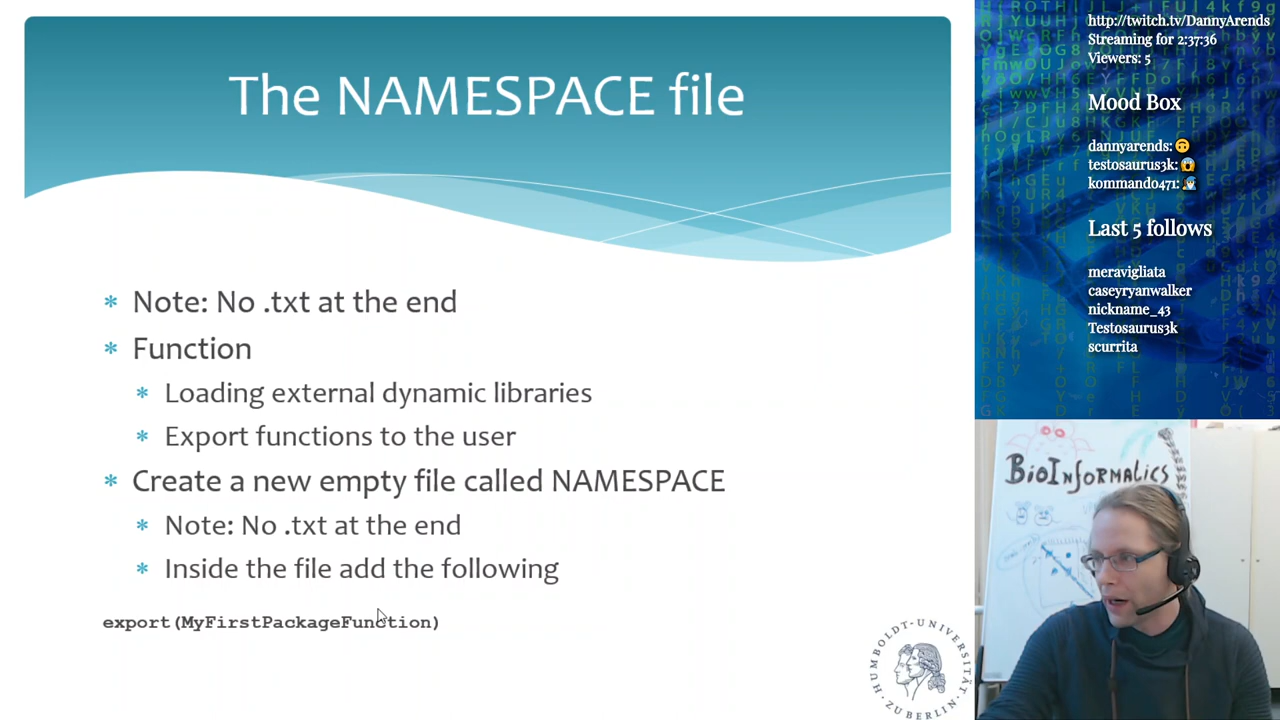 The NAMESPACE file
* Note: No .txt at the end
* Function
* Loading external dynamic libraries
* Export functions to the user
* Create a new empty file called NAMESPACE
* Note: No .txt at the end
* Inside the file add the following
export(MyFirstPackageFunction)
HUMBOLDT-UNIVERSITÄT
ZU BERLIN
http://twitch.tv/DannyArends
Streaming for 2:37:36
Viewers: 5
Mood Box
dannyarends: 🙃
testosaurus3k: 😱
kommando471:
Last 5 follows
meravigliata
caseryanwalker
nickname_43
Testosaurus3k
scurrita
BioInformatics